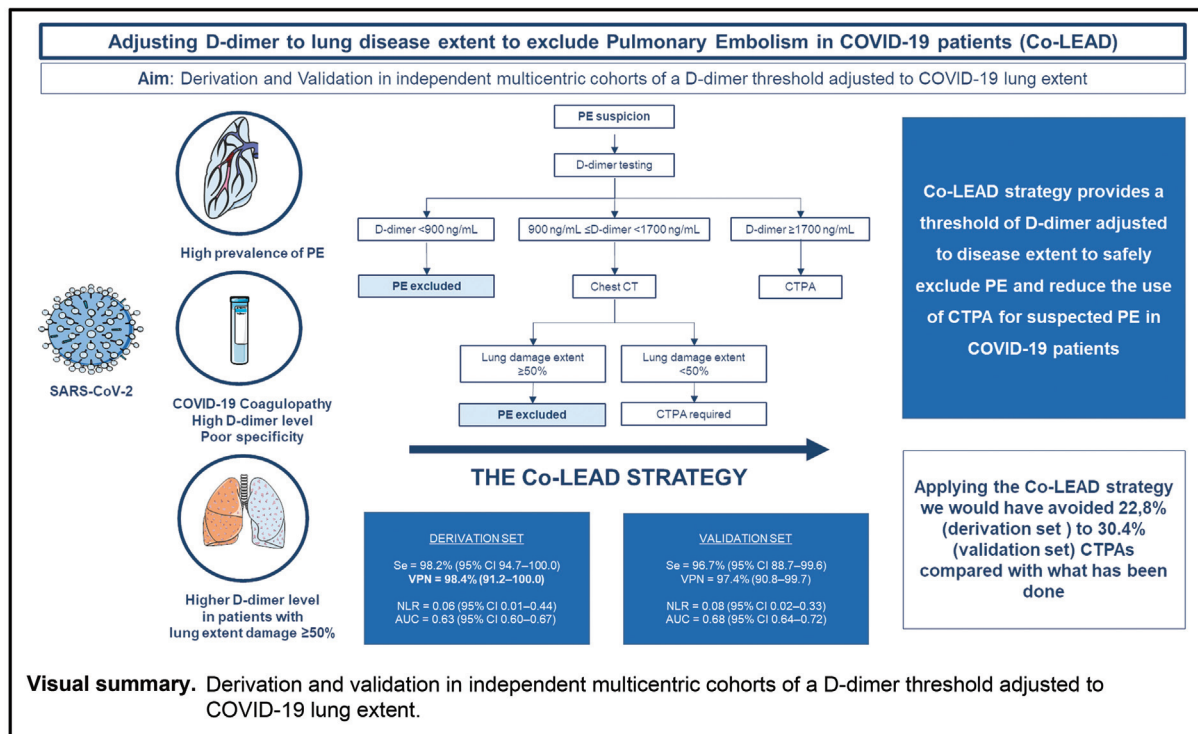 Adjusting D-dimer to lung disease extent to exclude Pulmonary Embolism in COVID-19 patients (Co-LEAD)
Aim: Derivation and Validation in independent multicentric cohorts of a D-dimer threshold adjusted to COVID-19 lung extent
SARS-CoV-2
High prevalence of PE
COVID-19 Coagulopathy
High D-dimer level
Poor specificity
Higher D-dimer level
in patients with
lung extent damage ≥50%
PE suspicion
D-dimer testing
D-dimer <900 ng/mL
900 ng/mL ≤D-dimer <1700 ng/mL
D-dimer ≥1700 ng/mL
PE excluded
Chest CT
CTPA
Lung damage extent
≥50%
Lung damage extent
<50%
PE excluded
CTPA required
THE Co-LEAD STRATEGY
DERIVATION SET
Se = 98.2% (95% CI 94.7–100.0)
VPN = 98.4% (91.2–100.0)
NLR = 0.06 (95% CI 0.01–0.44)
AUC = 0.63 (95% CI 0.60–0.67)
VALIDATION SET
Se = 96.7% (95% CI 88.7–99.6)
VPN = 97.4% (90.8–99.7)
NLR = 0.08 (95% CI 0.02–0.33)
AUC = 0.68 (95% CI 0.64–0.72)
Co-LEAD strategy provides a
threshold of D-dimer adjusted
to disease extent to safely
exclude PE and reduce the use
of CTPA for suspected PE in
COVID-19 patients
Applying the Co-LEAD strategy
we would have avoided 22,8%
(derivation set ) to 30.4%
(validation set) CTPAs
compared with what has been
done
Visual summary. Derivation and validation in independent multicentric cohorts of a D-dimer threshold adjusted to
COVID-19 lung extent.